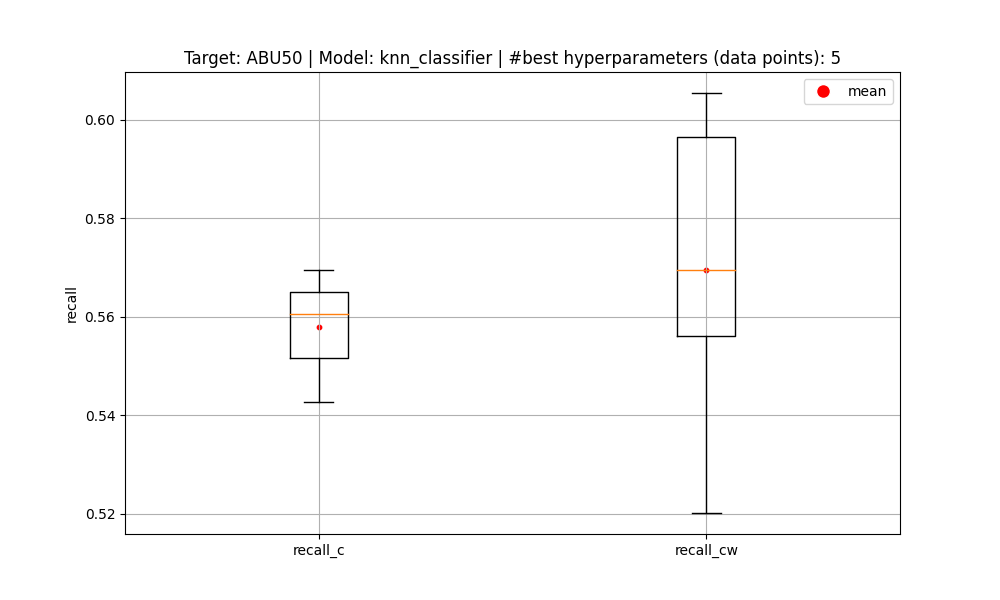 Target: ABU50 | Model: knn_classifier | #best hyperparameters (data points): 5
mean
0.60
0.58
0.56
0.54
0.52
recall
recall_c
recall_cw